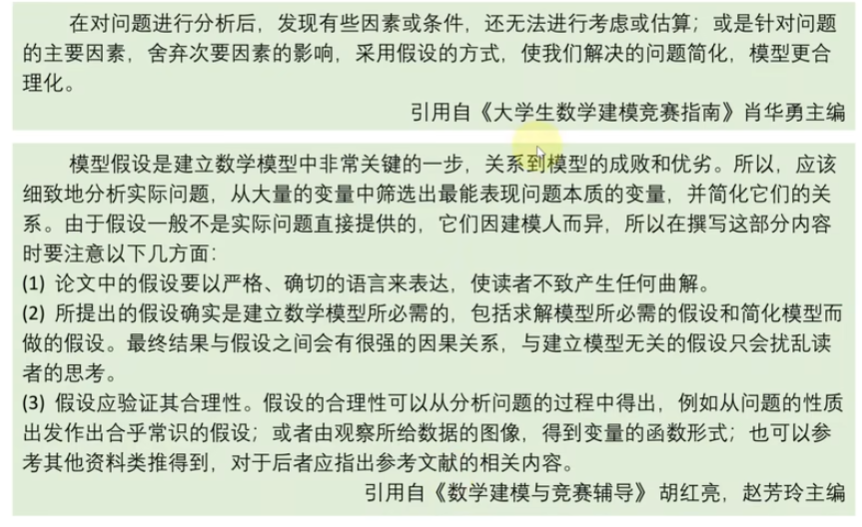 在对问题进行分析后，发现有些因素或条件，还无法进行考虑或估算；或是针对问题
的主要因素，舍弃次要因素的影响，采用假设的方式，使我们解决的问题简化，模型更合
理化。
引用自《大学生数学建模竞赛指南》肖华勇主编
模型假设是建立数学模型中非常关键的一步，关系到模型的成败和优劣。所以，应该
细致地分析实际问题，从大量的变量中筛选出最能表现问题本质的变量，并简化它们的关
系。由于假设一般不是实际问题直接提供的，它们因建模人而异，所以在撰写这部分内容
时要注意以下几方面：
(1) 论文中的假设要以严格、确切的语言来表达，使读者不致产生任何曲解。
(2) 所提出的假设确实是建立数学模型所必需的，包括求解模型所必需的假设和简化模型而
做的假设。最终结果与假设之间会有很强的因果关系，与建立模型无关的假设只会扰乱读
者的思考。
(3) 假设应验证其合理性。假设的合理性可以从分析问题的过程中得出，例如从问题的性质
出发作出合乎常识的假设；或者由观察所给数据的图像，得到变量的函数形式；也可以参
考其他资料类推得到，对于后者应指出参考文献的相关内容。
引用自《数学建模与竞赛辅导》胡红亮，赵芳玲主编